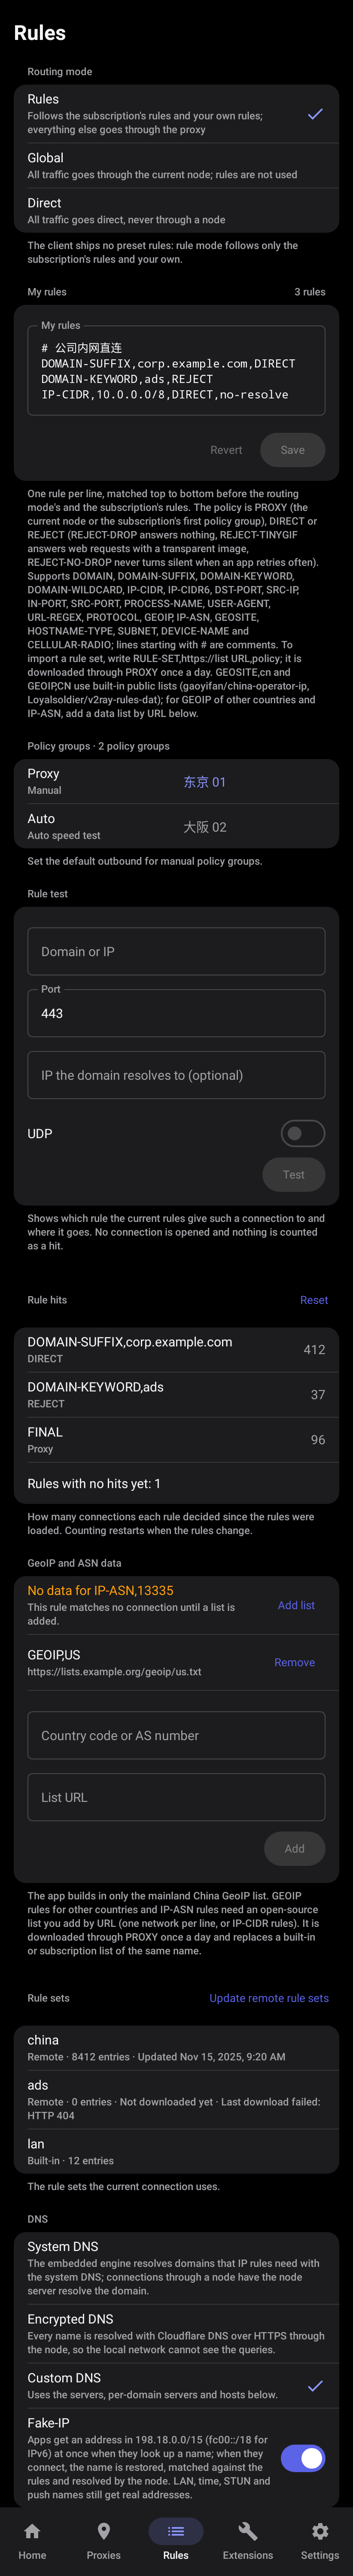 Rules
Routing mode
Rules
Follows the subscription's rules and your own rules;
everything else goes through the proxy
Global
All traffic goes through the current node; rules are not used
Direct
All traffic goes direct, never through a node
The client ships no preset rules: rule mode follows only the
subscription's rules and your own.
My rules
3 rules
My rules
# 公司内网直连
DOMAIN-SUFFIX,corp.example.com,DIRECT
DOMAIN-KEYWORD,ads,REJECT
IP-CIDR,10.0.0.0/8,DIRECT,no-resolve
Revert
Save
One rule per line, matched top to bottom before the routing
mode's and the subscription's rules. The policy is PROXY (the
current node or the subscription's first policy group), DIRECT or
REJECT (REJECT-DROP answers nothing, REJECT-TINYGIF
answers web requests with a transparent image,
REJECT-NO-DROP never turns silent when an app retries often).
Supports DOMAIN, DOMAIN-SUFFIX, DOMAIN-KEYWORD,
DOMAIN-WILDCARD, IP-CIDR, IP-CIDR6, DST-PORT, SRC-IP,
IN-PORT, SRC-PORT, PROCESS-NAME, USER-AGENT,
URL-REGEX, PROTOCOL, GEOIP, IP-ASN, GEOSITE,
HOSTNAME-TYPE, SUBNET, DEVICE-NAME and
CELLULAR-RADIO; lines starting with # are comments. To
import a rule set, write RULE-SET,https://list URL,policy; it is
downloaded through PROXY once a day. GEOSITE,cn and
GEOIP,CN use built-in public lists (gaoyifan/china-operator-ip,
Loyalsoldier/v2ray-rules-dat); for GEOIP of other countries and
IP-ASN, add a data list by URL below.
Policy groups · 2 policy groups
Proxy
Manual
东京 01
Auto
Auto speed test
大阪 02
Set the default outbound for manual policy groups.
Rule test
Domain or IP
Port
443
IP the domain resolves to (optional)
UDP
Test
Shows which rule the current rules give such a connection to and
where it goes. No connection is opened and nothing is counted
as a hit.
Rule hits
Reset
DOMAIN-SUFFIX,corp.example.com
DIRECT
412
DOMAIN-KEYWORD,ads
REJECT
37
FINAL
Proxy
96
Rules with no hits yet: 1
How many connections each rule decided since the rules were
loaded. Counting restarts when the rules change.
GeoIP and ASN data
No data for IP-ASN,13335
This rule matches no connection until a list is
added.
Add list
GEOIP,US
https://lists.example.org/geoip/us.txt
Remove
Country code or AS number
List URL
Add
The app builds in only the mainland China GeoIP list. GEOIP
rules for other countries and IP-ASN rules need an open-source
list you add by URL (one network per line, or IP-CIDR rules). It is
downloaded through PROXY once a day and replaces a built-in
or subscription list of the same name.
Rule sets
Update remote rule sets
china
Remote · 8412 entries · Updated Nov 15, 2025, 9:20 AM
ads
Remote · 0 entries · Not downloaded yet · Last download failed:
HTTP 404
lan
Built-in · 12 entries
The rule sets the current connection uses.
DNS
System DNS
The embedded engine resolves domains that IP rules need with
the system DNS; connections through a node have the node
server resolve the domain.
Encrypted DNS
Every name is resolved with Cloudflare DNS over HTTPS through
the node, so the local network cannot see the queries.
Custom DNS
Uses the servers, per-domain servers and hosts below.
Fake-IP
Apps get an address in 198.18.0.0/15 (fc00::/18 for
IPv6) at once when they look up a name; when they
connect, the name is restored, matched against the
rules and resolved by the node. LAN, time, STUN and
push names still get real addresses.
Home
Proxies
Rules
Extensions
Settings